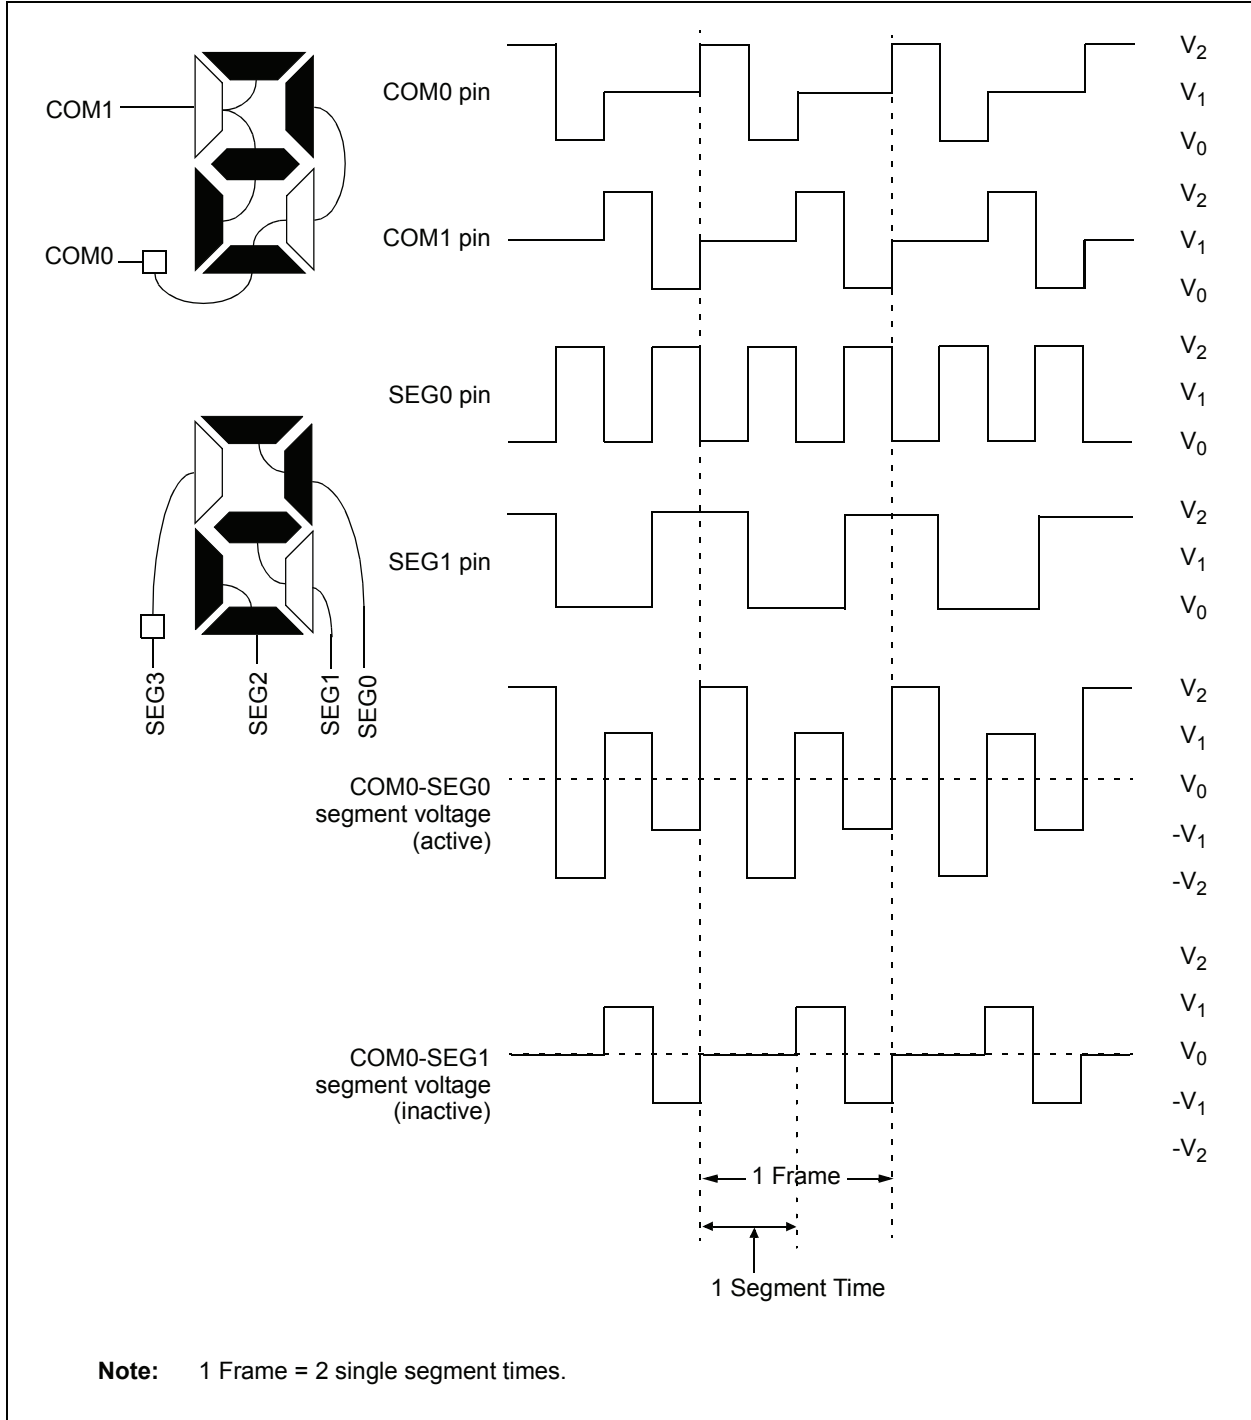 COM1
COM0
COM0 pin
V2
V1
V0
COM1 pin
V2
V1
V0
SEG0 pin
V2
V1
V0
SEG1 pin
V2
V1
V0
SEG3
SEG2
SEG1
SEG0
COM0-SEG0
segment voltage
(active)
V2
V1
V0
-V1
-V2
COM0-SEG1
segment voltage
(inactive)
V2
V1
V0
-V1
-V2
1 Frame
1 Segment Time
Note: 1 Frame = 2 single segment times.